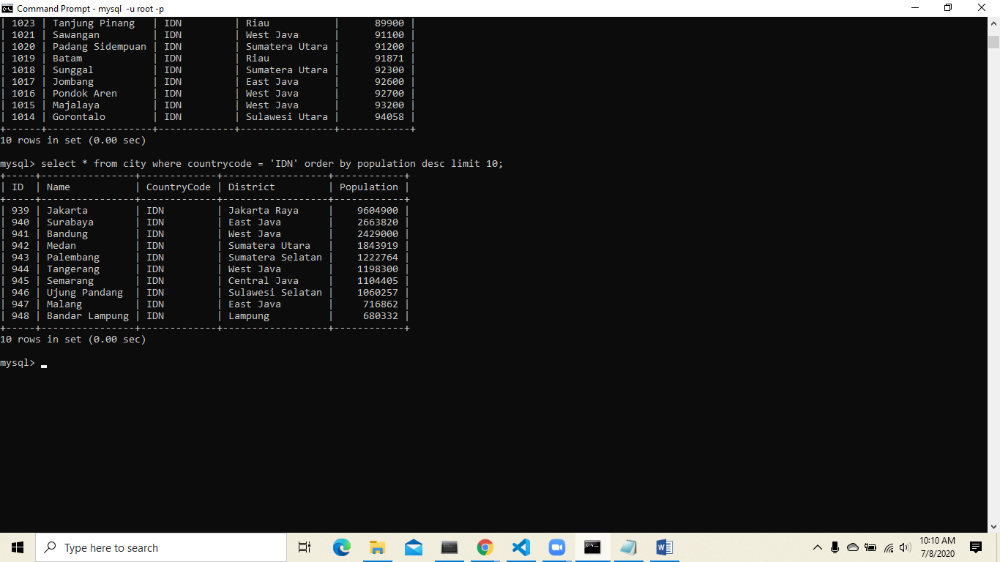 Command Prompt - mysql -u root -p
| 1023 | Tanjung Pinang   | IDN         | Riau           |      89900 |
| 1021 | Sawangan         | IDN         | West Java      |      91100 |
| 1020 | Padang Sidempuan | IDN         | Sumatera Utara |      91200 |
| 1019 | Batam            | IDN         | Riau           |      91871 |
| 1018 | Sunggal          | IDN         | Sumatera Utara |      92300 |
| 1017 | Jombang          | IDN         | East Java      |      92600 |
| 1016 | Pondok Aren      | IDN         | West Java      |      92700 |
| 1015 | Majalaya         | IDN         | West Java      |      93200 |
| 1014 | Gorontalo        | IDN         | Sulawesi Utara |      94058 |
+------+------------------+-------------+----------------+------------+
10 rows in set (0.00 sec)
mysql> select * from city where countrycode = 'IDN' order by population desc limit 10;
+-----+----------------+-------------+------------------+------------+
| ID  | Name           | CountryCode | District         | Population |
+-----+----------------+-------------+------------------+------------+
| 939 | Jakarta        | IDN         | Jakarta Raya     |    9604900 |
| 940 | Surabaya       | IDN         | East Java        |    2663820 |
| 941 | Bandung        | IDN         | West Java        |    2429000 |
| 942 | Medan          | IDN         | Sumatera Utara   |    1843919 |
| 943 | Palembang      | IDN         | Sumatera Selatan |    1222764 |
| 944 | Tangerang      | IDN         | West Java        |    1198300 |
| 945 | Semarang       | IDN         | Central Java     |    1104405 |
| 946 | Ujung Pandang  | IDN         | Sulawesi Selatan |    1060257 |
| 947 | Malang         | IDN         | East Java        |     716862 |
| 948 | Bandar Lampung | IDN         | Lampung          |     680332 |
+-----+----------------+-------------+------------------+------------+
10 rows in set (0.00 sec)
mysql>
Type here to search
10:10 AM
7/8/2020